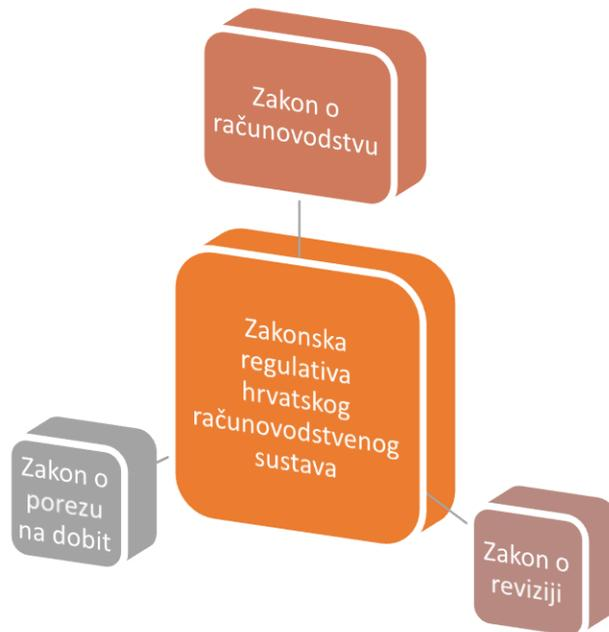 Zakon o
računovodstvu
Zakonska
regulativa
hrvatskog
računovodstvenog
sustava
Zakon o
porezu
na dobit
Zakon o
reviziji